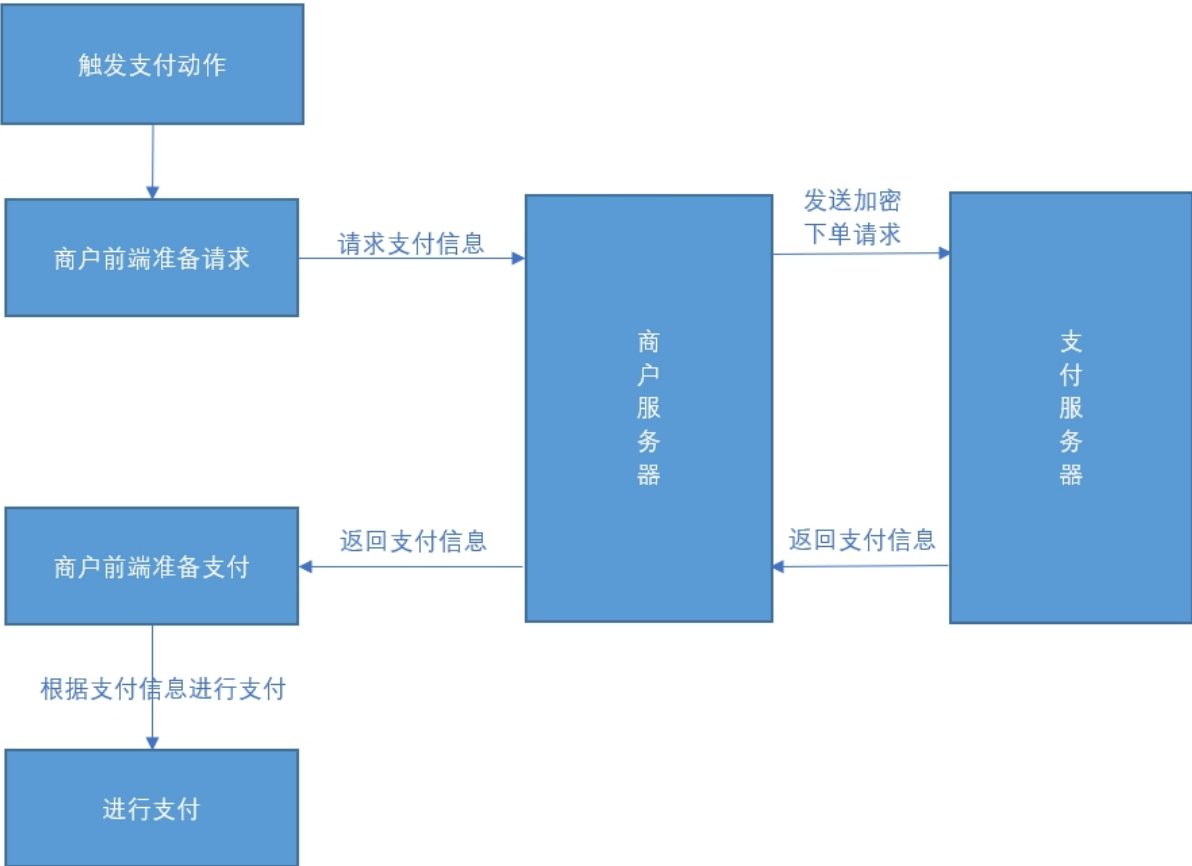 触发支付动作
商户前端准备请求
请求支付信息
发送加密
下单请求
商户服务器
支付服务器
返回支付信息
返回支付信息
商户前端准备支付
根据支付信息进行支付
进行支付